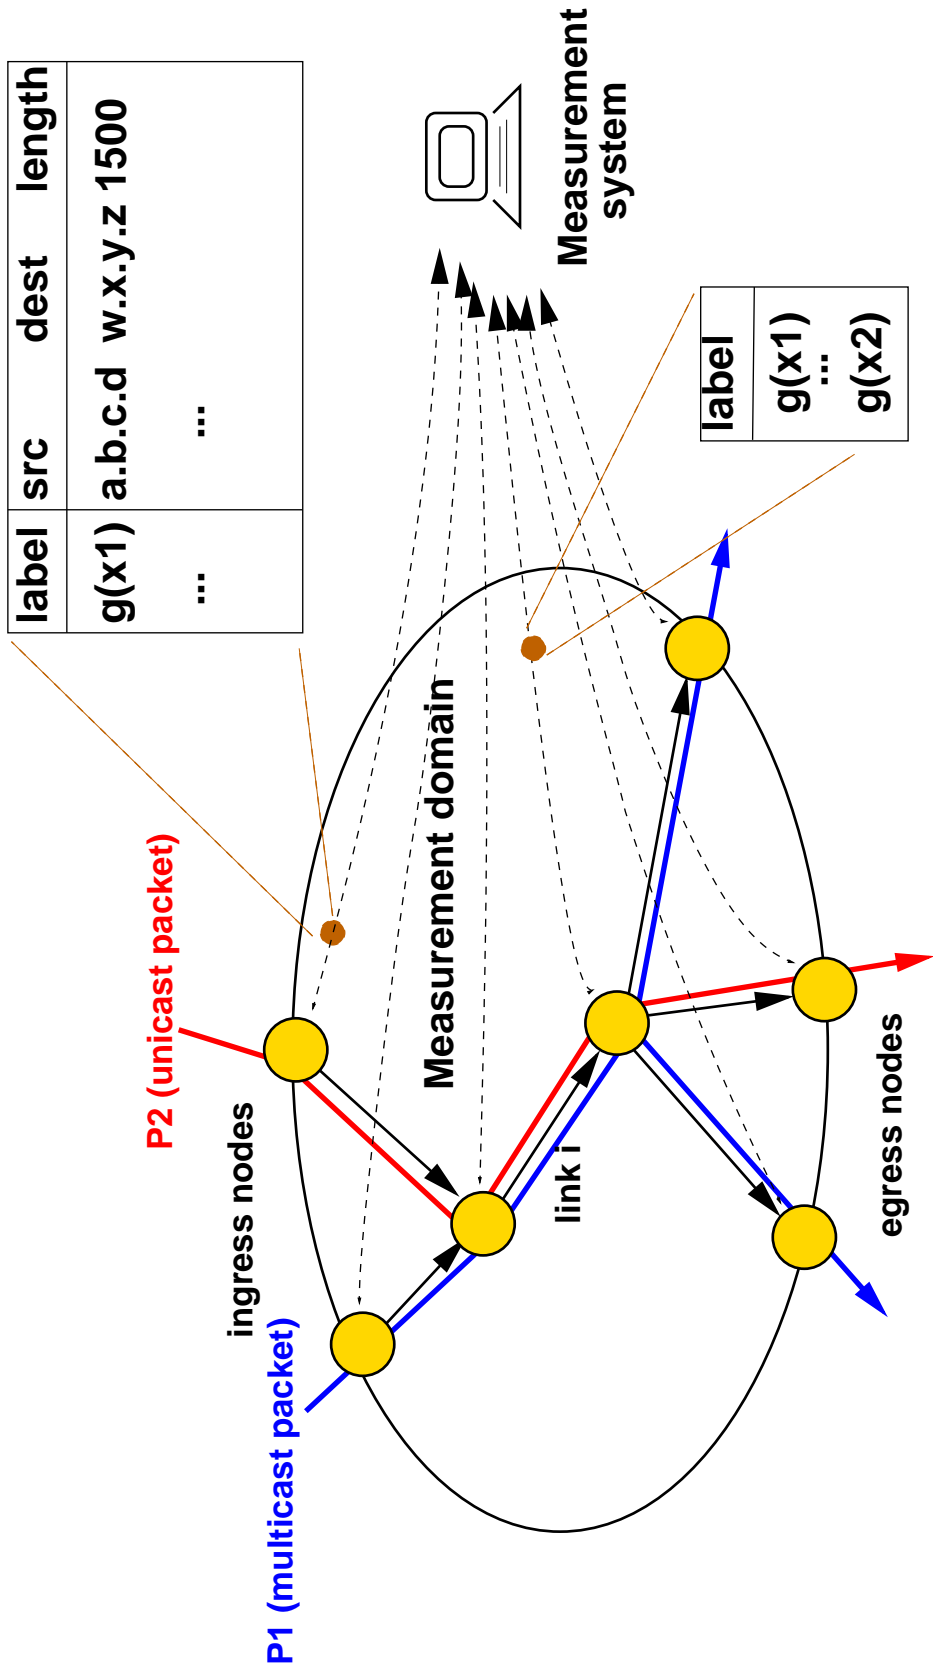 label src dest length
g(x1) a.b.c.d w.x.y.z 1500
... ...
P2 (unicast packet)
ingress nodes
P1 (multicast packet)
Measurement domain
Measurement
system
link i
label
g(x1)
...
g(x2)
egress nodes